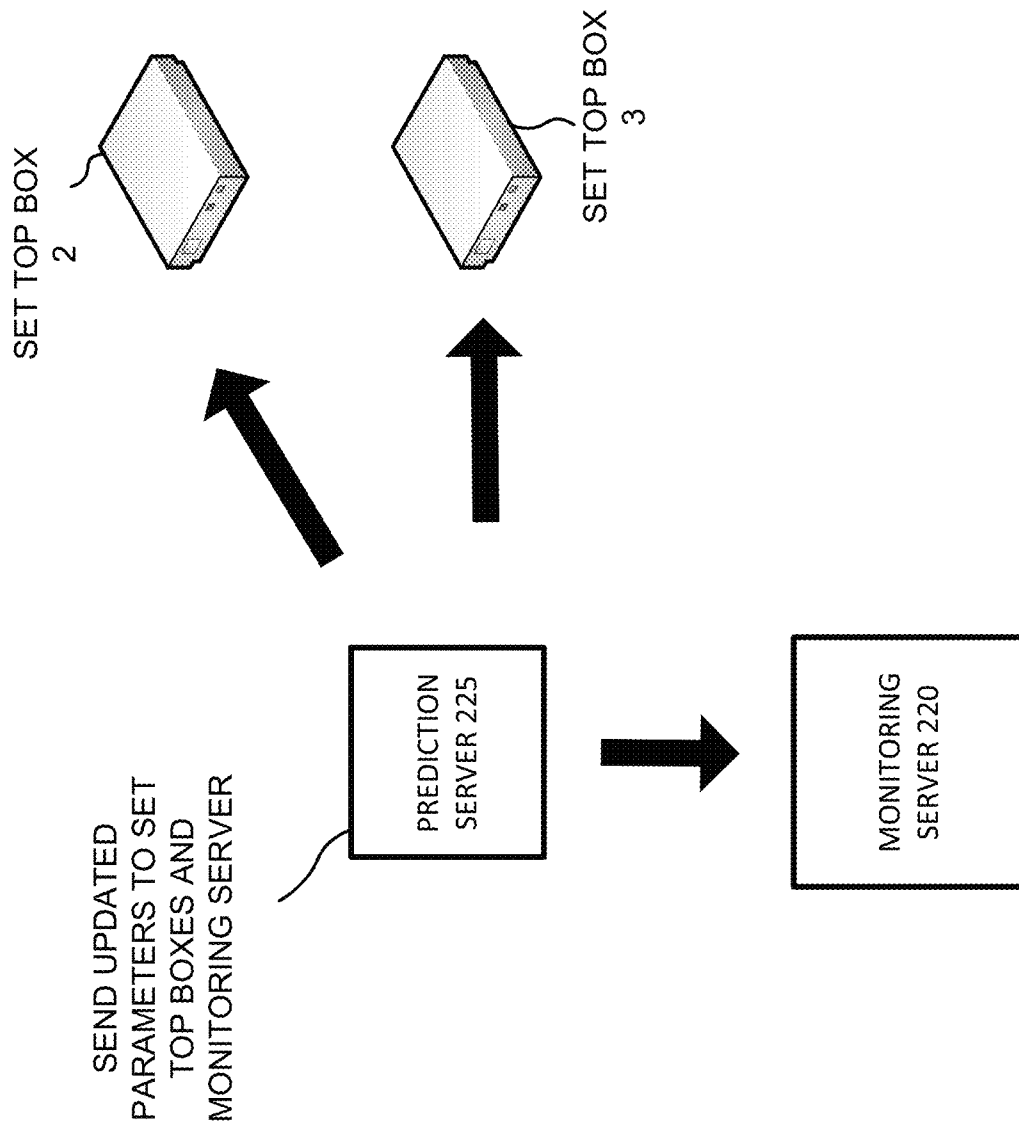 SEND UPDATED
PARAMETERS TO SET
TOP BOXES AND
MONITORING SERVER
PREDICTION
SERVER 225
MONITORING
SERVER 220
SET TOP BOX
2
SET TOP BOX
3